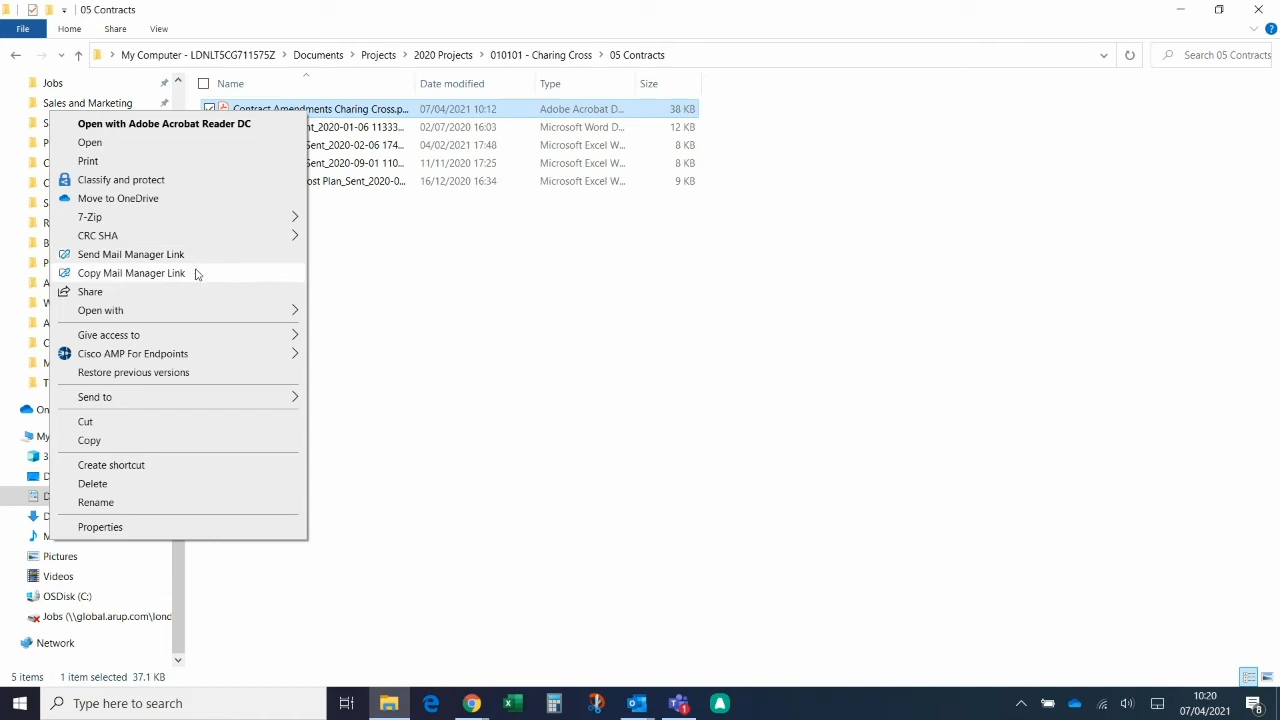 05 Contracts
File Home Share View
My Computer - LDNLT5CG711575Z Documents Projects 2020 Projects 010101 - Charing Cross 05 Contracts
Search 05 Contracts
Name Date modified Type Size
Jobs
Sales and Marketing
Contract Amendments Charing Cross.p... 07/04/2021 10:12 Adobe Acrobat D... 38 KB
ent_2020-01-06 11333... 02/07/2020 16:03 Microsoft Word D... 12 KB
Sent_2020-02-06 174... 04/02/2021 17:48 Microsoft Excel W... 8 KB
Sent_2020-09-01 110... 11/11/2020 17:25 Microsoft Excel W... 8 KB
ost Plan_Sent_2020-0... 16/12/2020 16:34 Microsoft Excel W... 9 KB
Open with Adobe Acrobat Reader DC
Open
Print
Classify and protect
Move to OneDrive
7-Zip
CRC SHA
Send Mail Manager Link
Copy Mail Manager Link
Share
Open with
Give access to
Cisco AMP For Endpoints
Restore previous versions
Send to
Cut
Copy
Create shortcut
Delete
Rename
Properties
Pictures
Videos
OSDisk (C:)
Jobs (\\global.arup.com\lond
Network
5 items 1 item selected 37.1 KB
Type here to search
10:20
07/04/2021